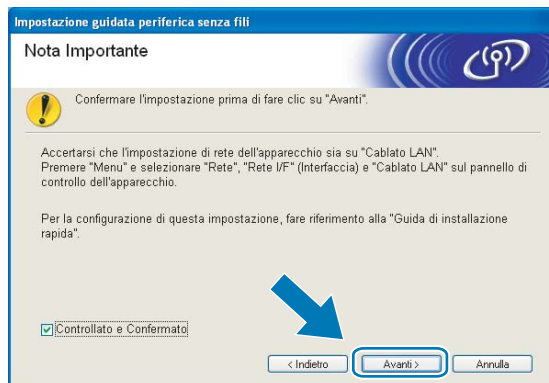 Impostazione guidata periferica senza fili
Nota Importante
Confermare l'impostazione prima di fare clic su "Avanti".
Accertarsi che l'impostazione di rete dell'apparecchio sia su "Cablato LAN".
Premere "Menu" e selezionare "Rete", "Rete I/F" (Interfaccia) e "Cablato LAN" sul pannello di
controllo dell'apparecchio.
Per la configurazione di questa impostazione, fare riferimento alla "Guida di installazione
rapida".
Controllato e Confermato
< Indietro
Avanti >
Annulla